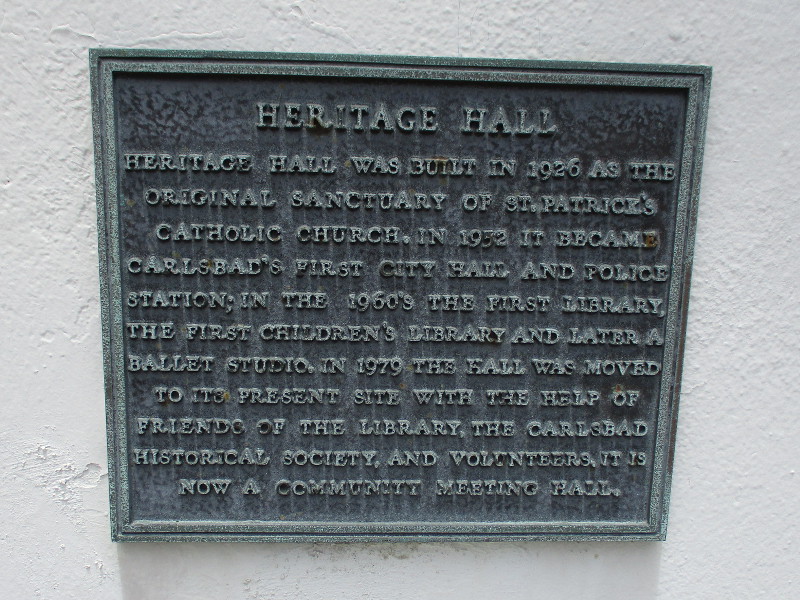 HERITAGE HALL
HERITAGE HALL WAS BUILT IN 1926 AS THE
ORIGINAL SANCTUARY OF ST. PATRICK'S
CATHOLIC CHURCH. IN 1952 IT BECAME
CARLSBAD'S FIRST CITY HALL AND POLICE
STATION; IN THE 1960'S THE FIRST LIBRARY,
THE FIRST CHILDREN'S LIBRARY AND LATER A
BALLET STUDIO. IN 1979 THE HALL WAS MOVED
TO ITS PRESENT SITE WITH THE HELP OF
FRIENDS OF THE LIBRARY, THE CARLSBAD
HISTORICAL SOCIETY, AND VOLUNTEERS. IT IS
NOW A COMMUNITY MEETING HALL.